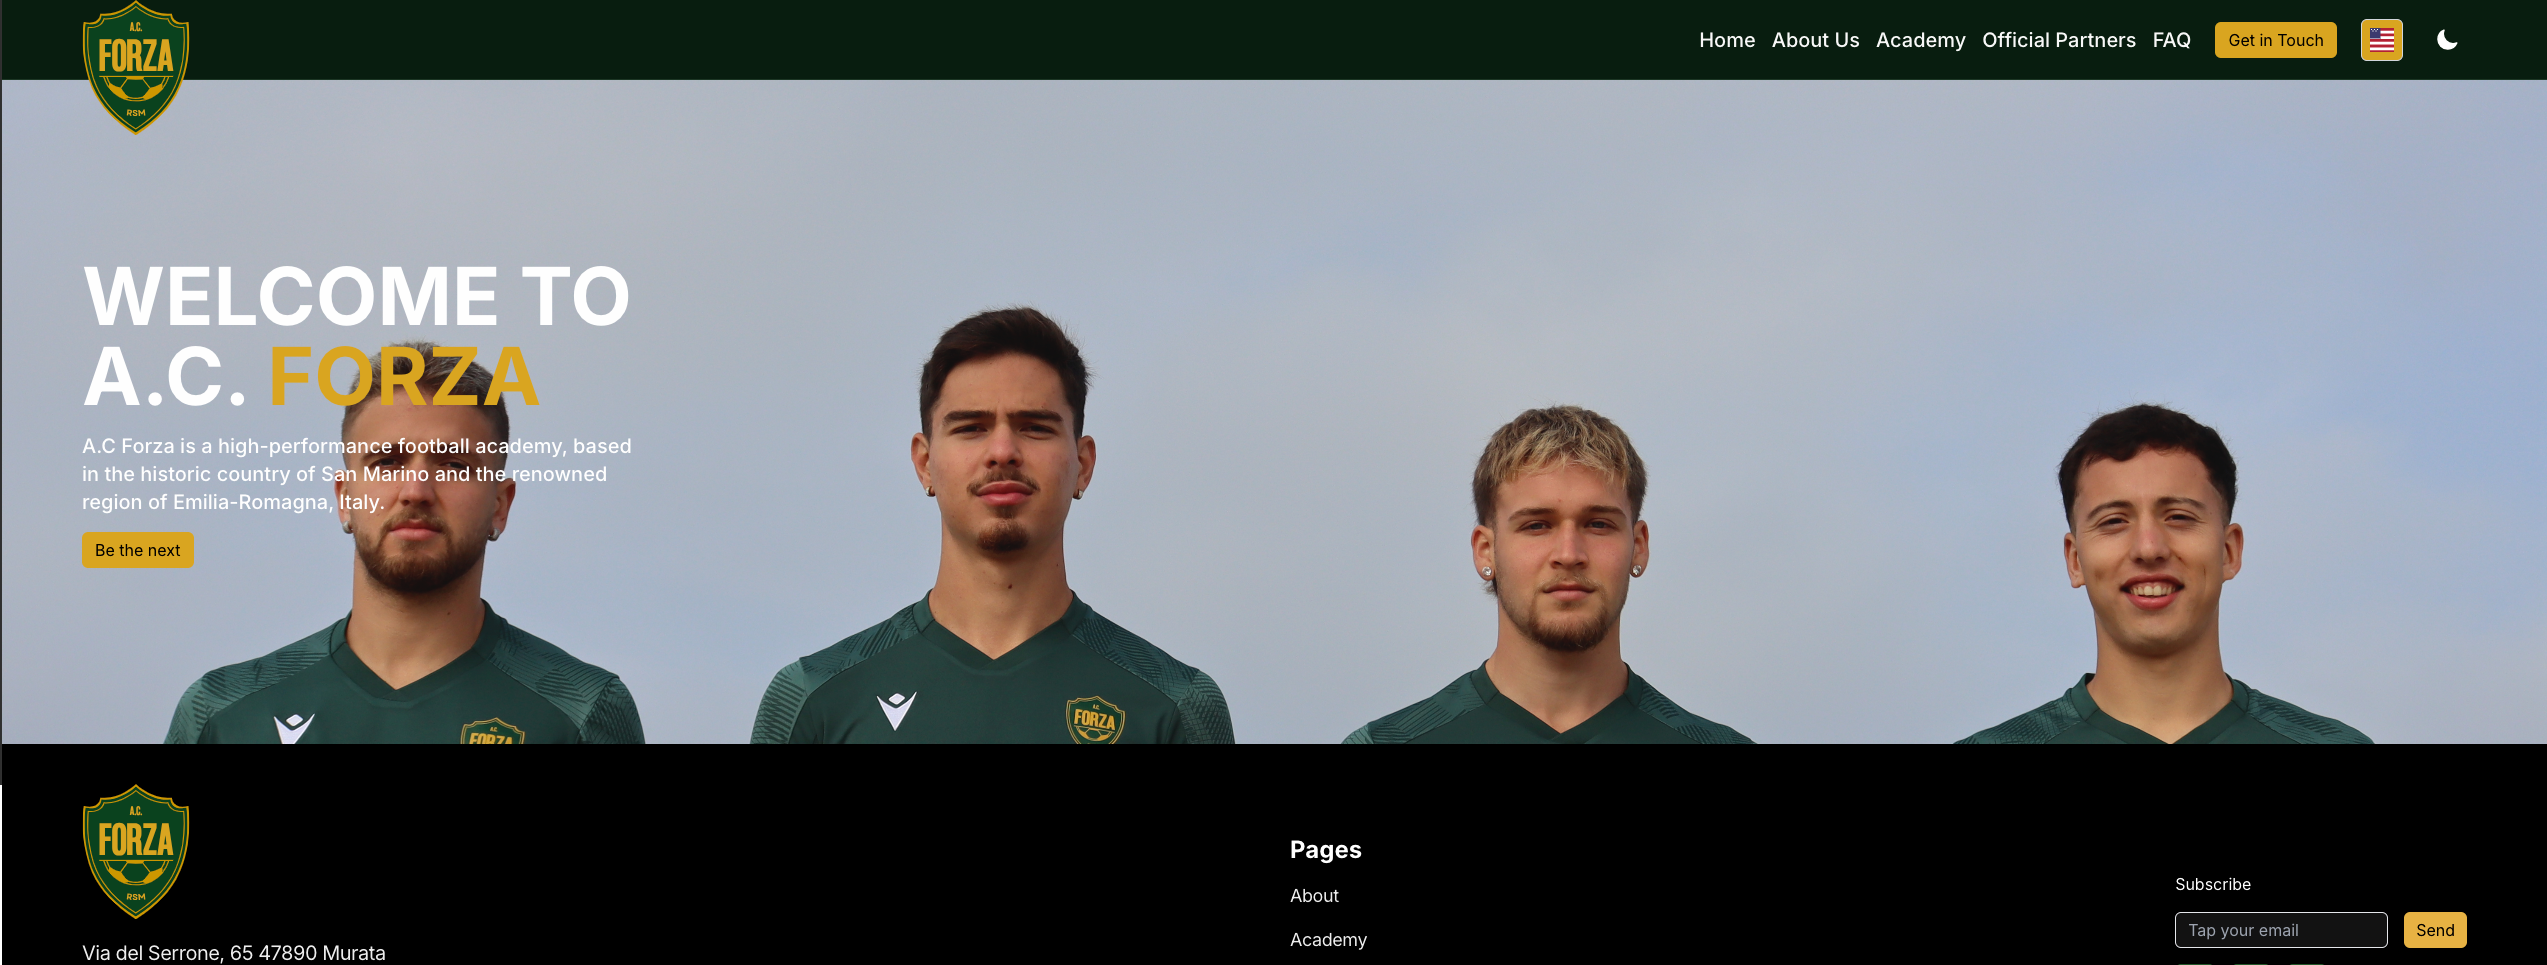 A.C.
FORZA
RSM
Home About Us Academy Official Partners FAQ Get in Touch
WELCOME TO
A.C. FORZA
A.C Forza is a high-performance football academy, based
in the historic country of San Marino and the renowned
region of Emilia-Romagna, Italy.
Be the next
A.C.
FORZA
A.C.
FORZA
A.C.
FORZA
RSM
Via del Serrone, 65 47890 Murata
Pages
About
Academy
Subscribe
Tap your email Send